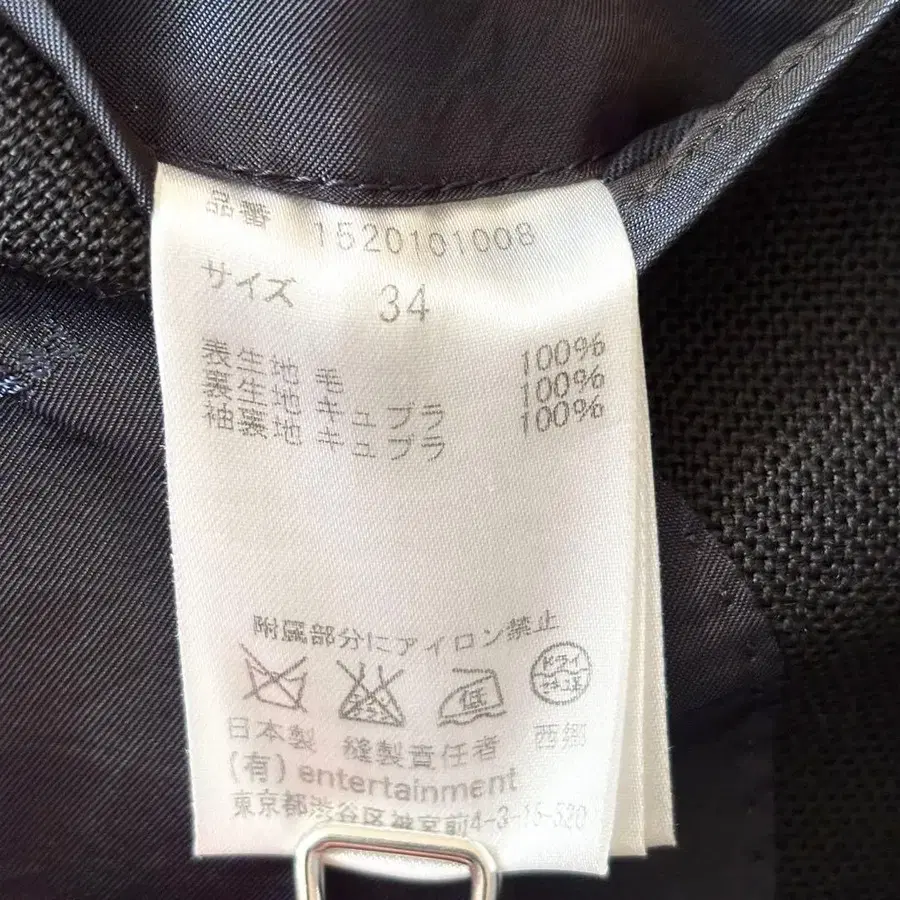 品番 1520101008
サイズ 34
表生地 毛 100%
裏生地 キュプラ 100%
袖裏地 キュプラ 100%
附属部分にアイロン禁止
低 ドライ
日本製 縫製責任者 西郷
(有) entertainment
東京都渋谷区神宮前4-3-15-320